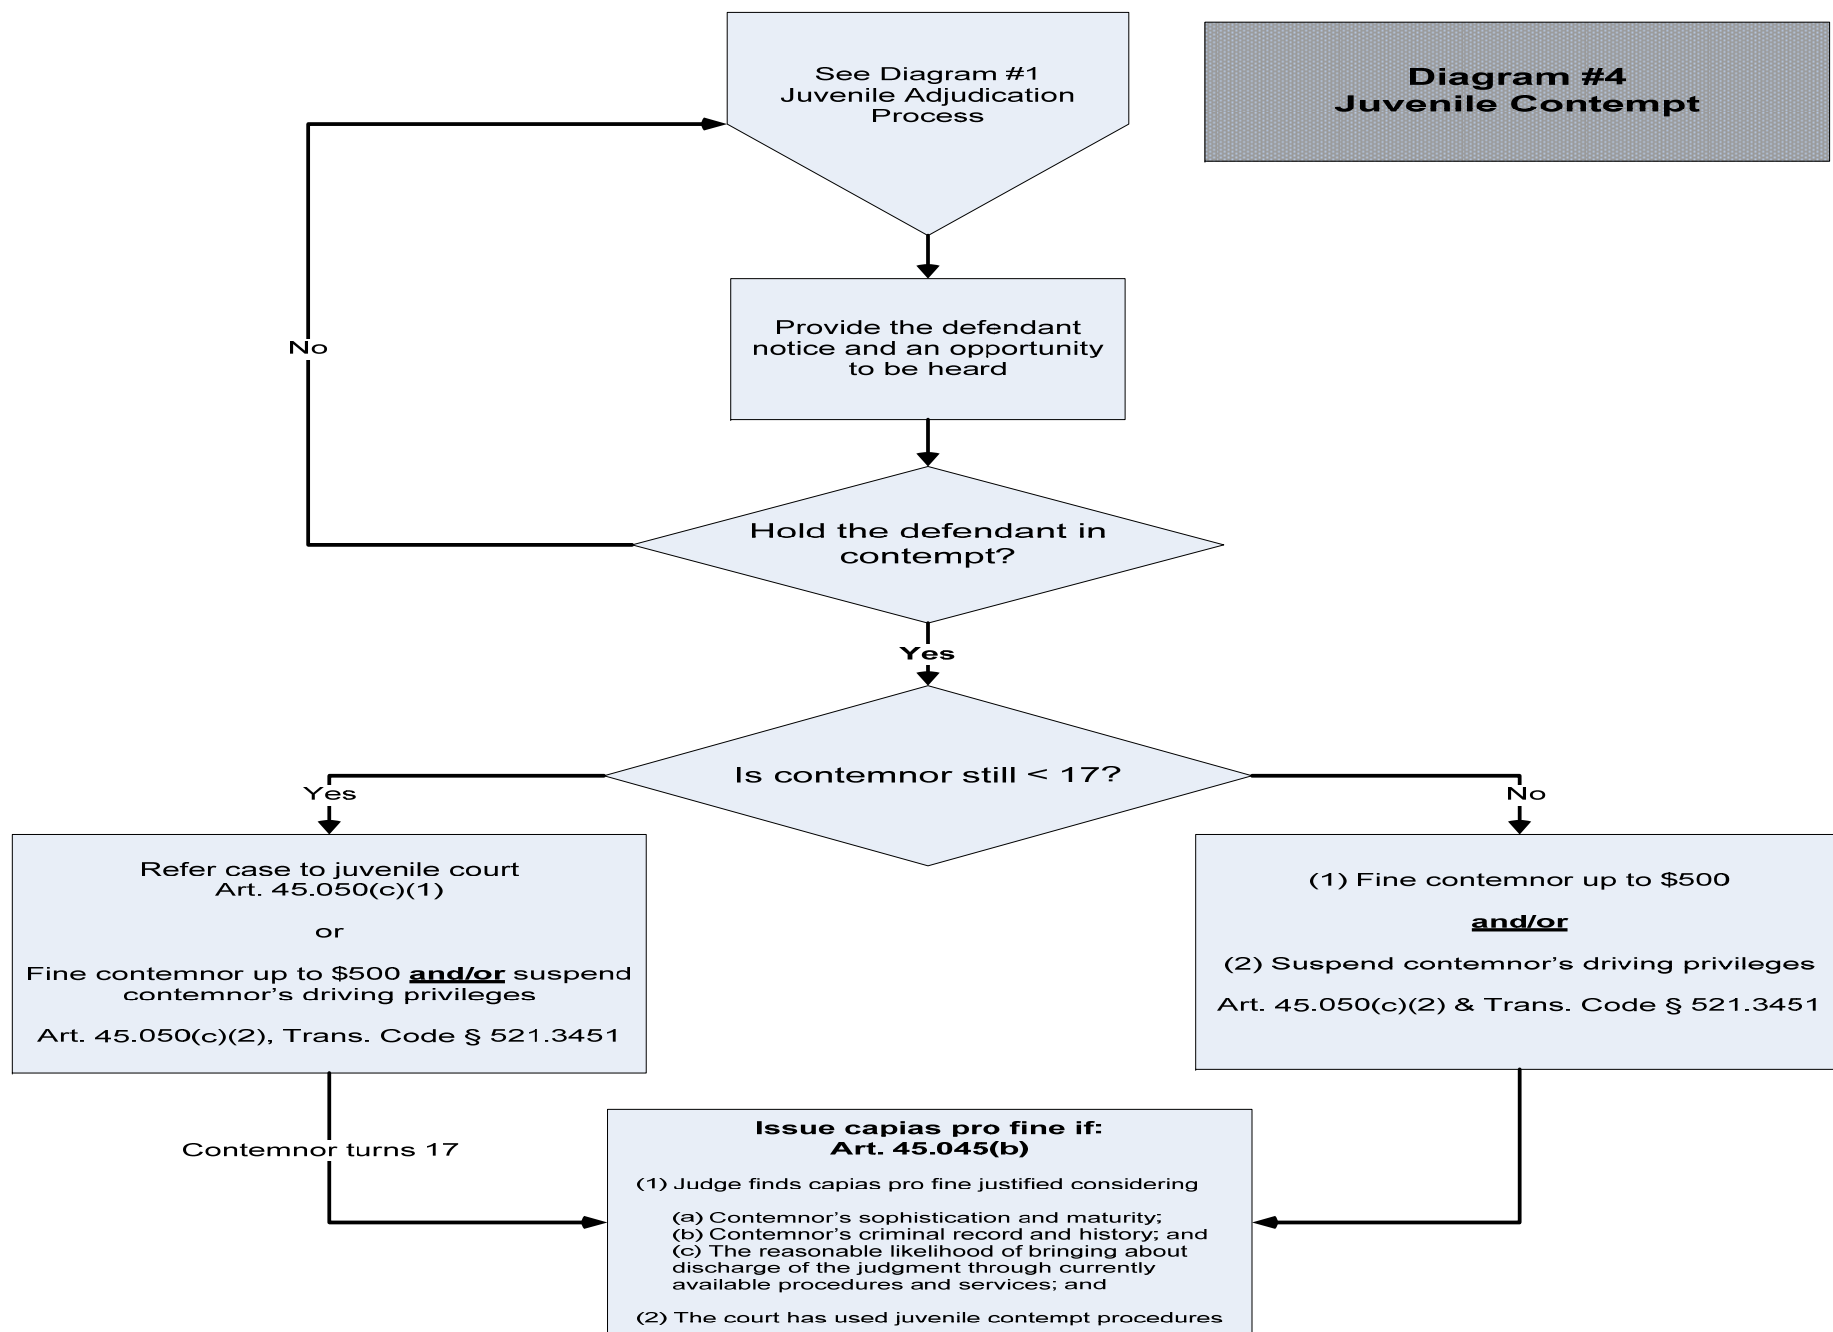 See Diagram #1
Juvenile Adjudication
Process
Diagram #4
Juvenile Contempt
Provide the defendant
notice and an opportunity
to be heard
No
Hold the defendant in
contempt?
Yes
Is contemnor still < 17?
Yes
No
Refer case to juvenile court
Art. 45.050(c)(1)
or
Fine contemnor up to $500 and/or suspend
contemnor's driving privileges
Art. 45.050(c)(2), Trans. Code § 521.3451
(1) Fine contemnor up to $500
and/or
(2) Suspend contemnor's driving privileges
Art. 45.050(c)(2) & Trans. Code § 521.3451
Contemnor turns 17
Issue capias pro fine if:
Art. 45.045(b)
(1) Judge finds capias pro fine justified considering
(a) Contemnor's sophistication and maturity;
(b) Contemnor's criminal record and history; and
(c) The reasonable likelihood of bringing about
discharge of the judgment through currently
available procedures and services; and
(2) The court has used juvenile contempt procedures